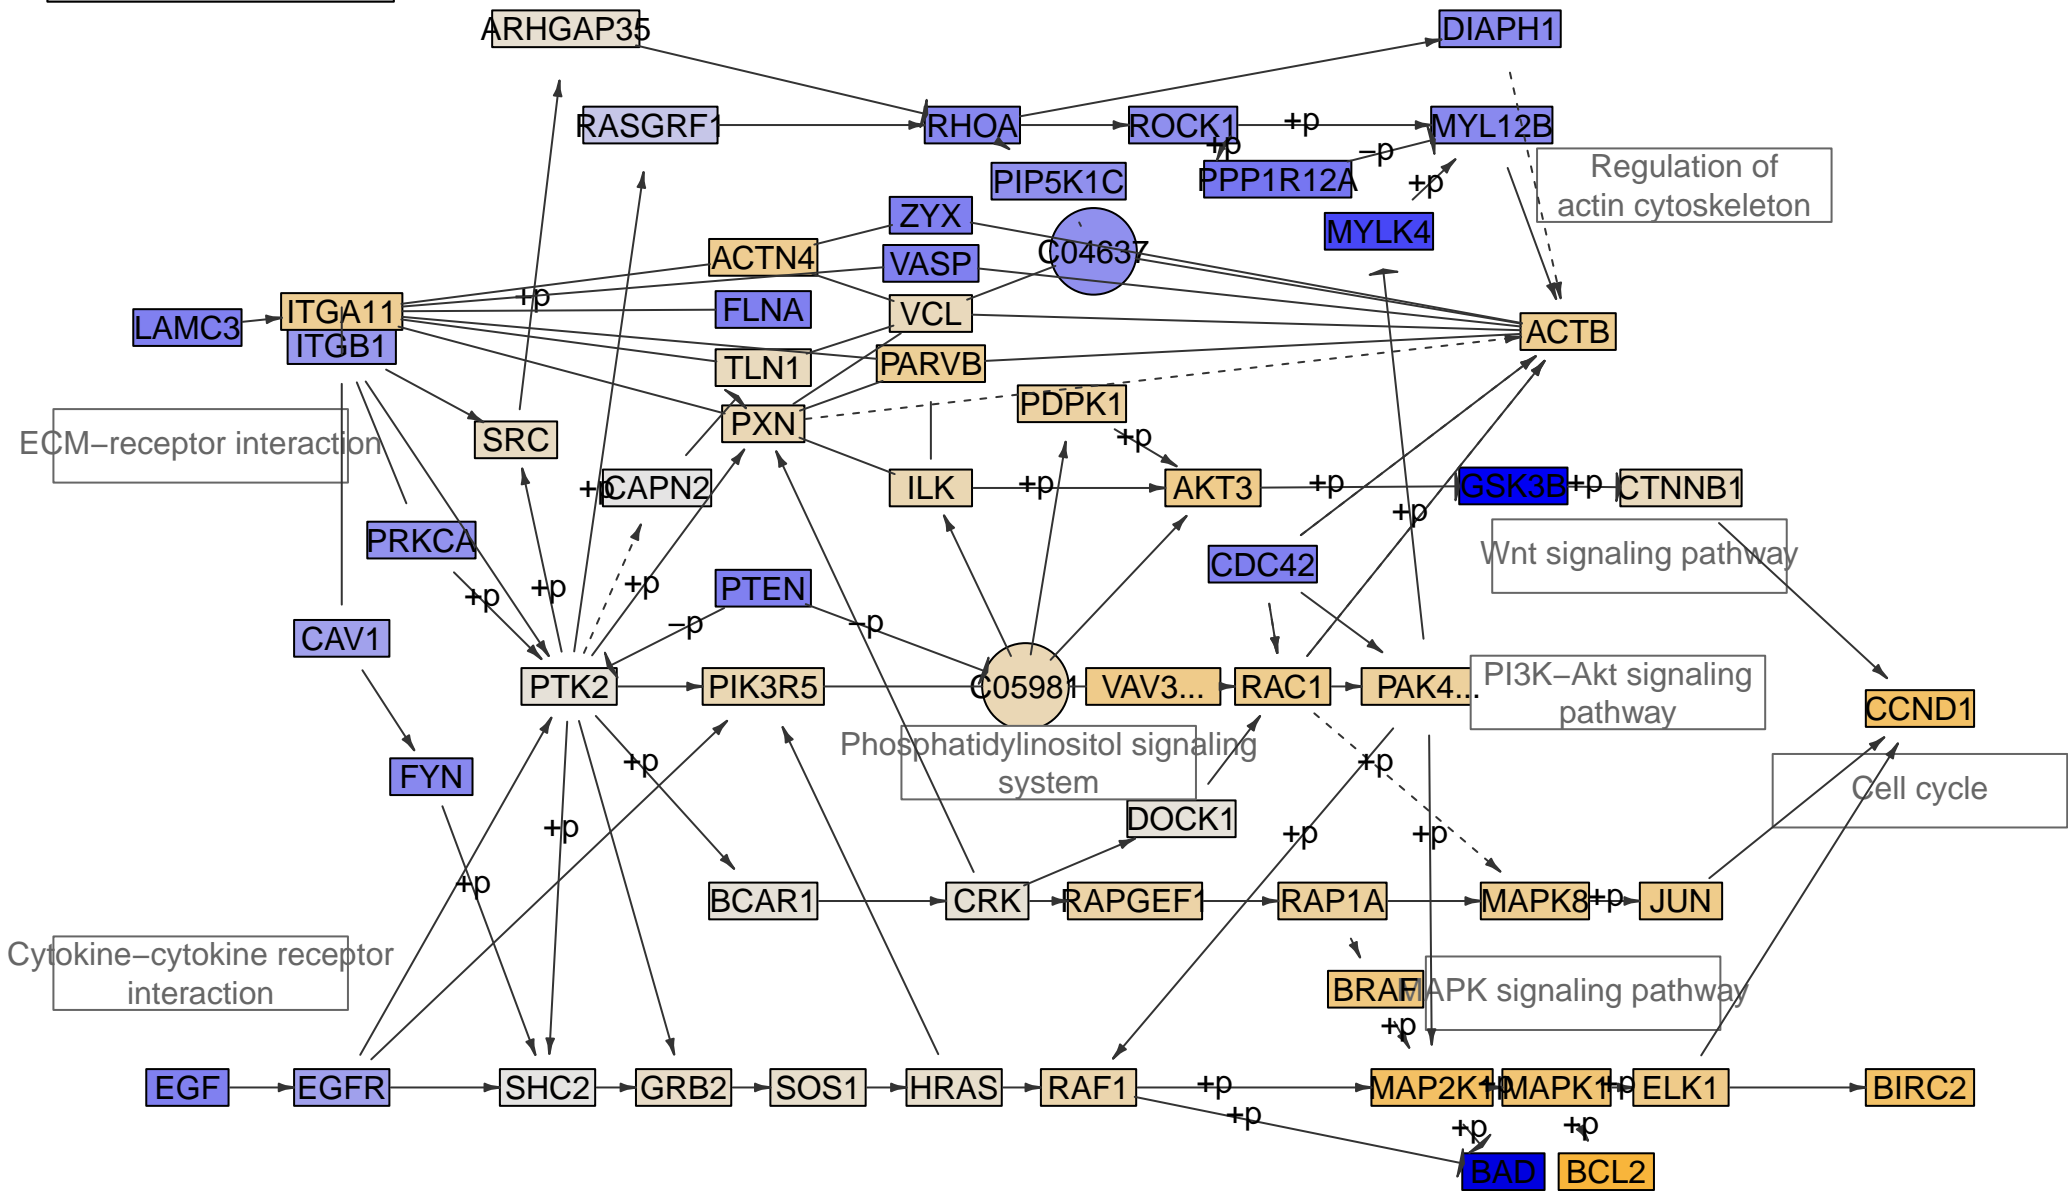 ARHGAP35
DIAPH1
RASGRF1
RHOA
ROCK1
+p
MYL12B
+p
−p
PIP5K1C
PPP1R12A
+p
Regulation of
actin cytoskeleton
ZYX
MYLK4
ACTN4
VASP
C04637
+p
ITGA11
FLNA
VCL
LAMC3
ITGB1
ACTB
TLN1
PARVB
PDPK1
PXN
+p
ECM−receptor interaction
SRC
+p
CAPN2
ILK
+p
AKT3
+p
GSK3B
+p
CTNNB1
+p
PRKCA
Wnt signaling pathway
CDC42
+p
+p
+p
PTEN
−p
−p
CAV1
PTK2
PIK3R5
C05981
VAV3...
RAC1
PAK4...
PI3K−Akt signaling
pathway
CCND1
Phosphatidylinositol signaling
system
FYN
+p
+p
Cell cycle
+p
DOCK1
+p
+p
+p
BCAR1
CRK
RAPGEF1
RAP1A
MAPK8
+p
JUN
Cytokine−cytokine receptor
interaction
BRAF
MAPK signaling pathway
+p
EGF
EGFR
SHC2
GRB2
SOS1
HRAS
RAF1
+p
MAP2K1
+p
MAPK1
+p
ELK1
BIRC2
+p
+p
+p
BAD
BCL2